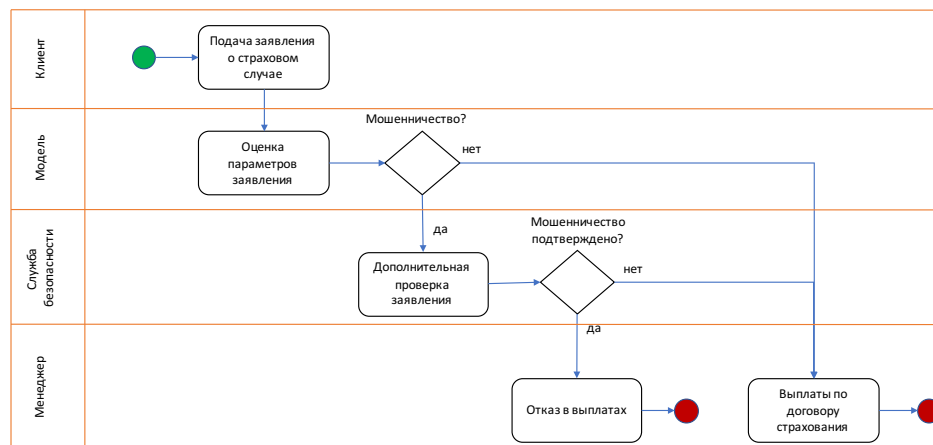 Клиент
Подача заявления
о страховом
случае
Модель
Оценка
параметров
заявления
Мошенничество?
нет
да
Служба
безопасности
Дополнительная
проверка
заявления
Мошенничество
подтверждено?
нет
да
Менеджер
Отказ в выплатах
Выплаты по
договору
страхования